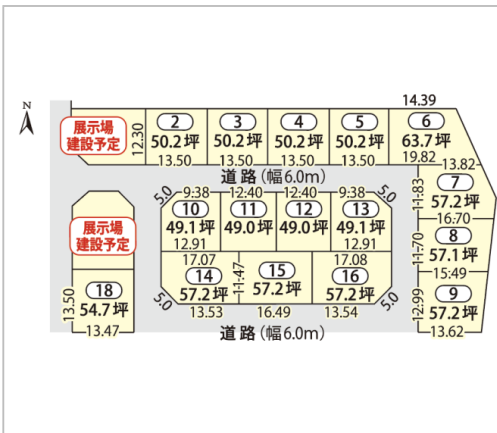 N
14.39
展示場
建設予定
12.30
2
50.2坪
13.50
3
50.2坪
13.50
4
50.2坪
13.50
5
50.2坪
13.50
6
63.7坪
19.82
13.82
道路(幅6.0m)
11.83
7
57.2坪
16.70
5.0
9.38
12.40
12.40
9.38
5.0
10
49.1坪
12.91
11
49.0坪
12
49.0坪
13
49.1坪
12.91
11.70
8
57.1坪
15.49
展示場
建設予定
17.07
14
57.2坪
13.53
11.47
15
57.2坪
16.49
17.08
16
57.2坪
13.54
5.0
5.0
12.99
9
57.2坪
13.62
13.50
18
54.7坪
13.47
道路(幅6.0m)